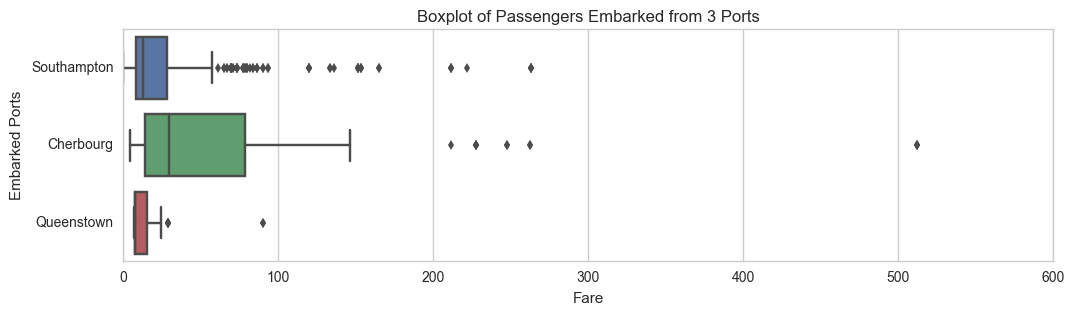 Boxplot of Passengers Embarked from 3 Ports
Embarked Ports
Southampton
Cherbourg
Queenstown
0 100 200 300 400 500 600
Fare